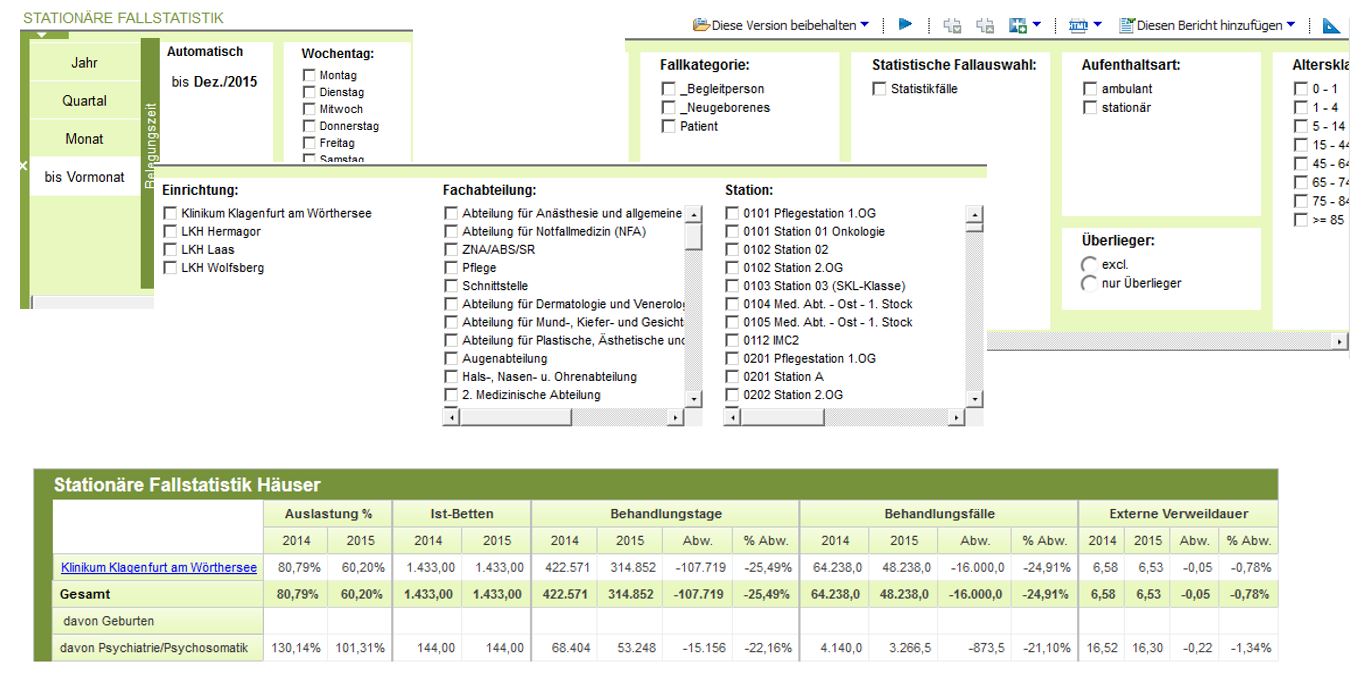 STATIONÄRE FALLSTATISTIK
Diese Version beibehalten
HTML
Diesen Bericht hinzufügen
Jahr
Quartal
Monat
bis Vormonat
Belegungszeit
Automatisch
bis Dez./2015
Wochentag:
Montag
Dienstag
Mitwoch
Donnerstag
Freitag
Samstag
Fallkategorie:
_Begleitperson
_Neugeborenes
Patient
Statistische Fallauswahl:
Statistikfälle
Aufenthaltsart:
ambulant
stationär
Überlieger:
excl.
nur Überlieger
Alterskla
0 - 1
1 - 4
5 - 14
15 - 44
45 - 64
65 - 74
75 - 84
>= 85
Einrichtung:
Klinikum Klagenfurt am Wörthersee
LKH Hermagor
LKH Laas
LKH Wolfsberg
Fachabteilung:
Abteilung für Anästhesie und allgemeine
Abteilung für Notfallmedizin (NFA)
ZNA/ABS/SR
Pflege
Schnittstelle
Abteilung für Dermatologie und Venerolog
Abteilung für Mund-, Kiefer- und Gesicht
Abteilung für Plastische, Ästhetische und
Augenabteilung
Hals-, Nasen- u. Ohrenabteilung
2. Medizinische Abteilung
Station:
0101 Pflegestation 1.OG
0101 Station 01 Onkologie
0102 Station 02
0102 Station 2.OG
0103 Station 03 (SKL-Klasse)
0104 Med. Abt. - Ost - 1. Stock
0105 Med. Abt. - Ost - 1. Stock
0112 IMC2
0201 Pflegestation 1.OG
0201 Station A
0202 Station 2.OG
Stationäre Fallstatistik Häuser
Auslastung % Ist-Betten Behandlungstage Behandlungsfälle Externe Verweildauer
2014 2015 2014 2015 2014 2015 Abw. % Abw. 2014 2015 Abw. % Abw. 2014 2015 Abw. % Abw.
Klinikum Klagenfurt am Wörthersee 80,79% 60,20% 1.433,00 1.433,00 422.571 314.852 -107.719 -25,49% 64.238,0 48.238,0 -16.000,0 -24,91% 6,58 6,53 -0,05 -0,78%
Gesamt 80,79% 60,20% 1.433,00 1.433,00 422.571 314.852 -107.719 -25,49% 64.238,0 48.238,0 -16.000,0 -24,91% 6,58 6,53 -0,05 -0,78%
davon Geburten
davon Psychiatrie/Psychosomatik 130,14% 101,31% 144,00 144,00 68.404 53.248 -15.156 -22,16% 4.140,0 3.266,5 -873,5 -21,10% 16,52 16,30 -0,22 -1,34%